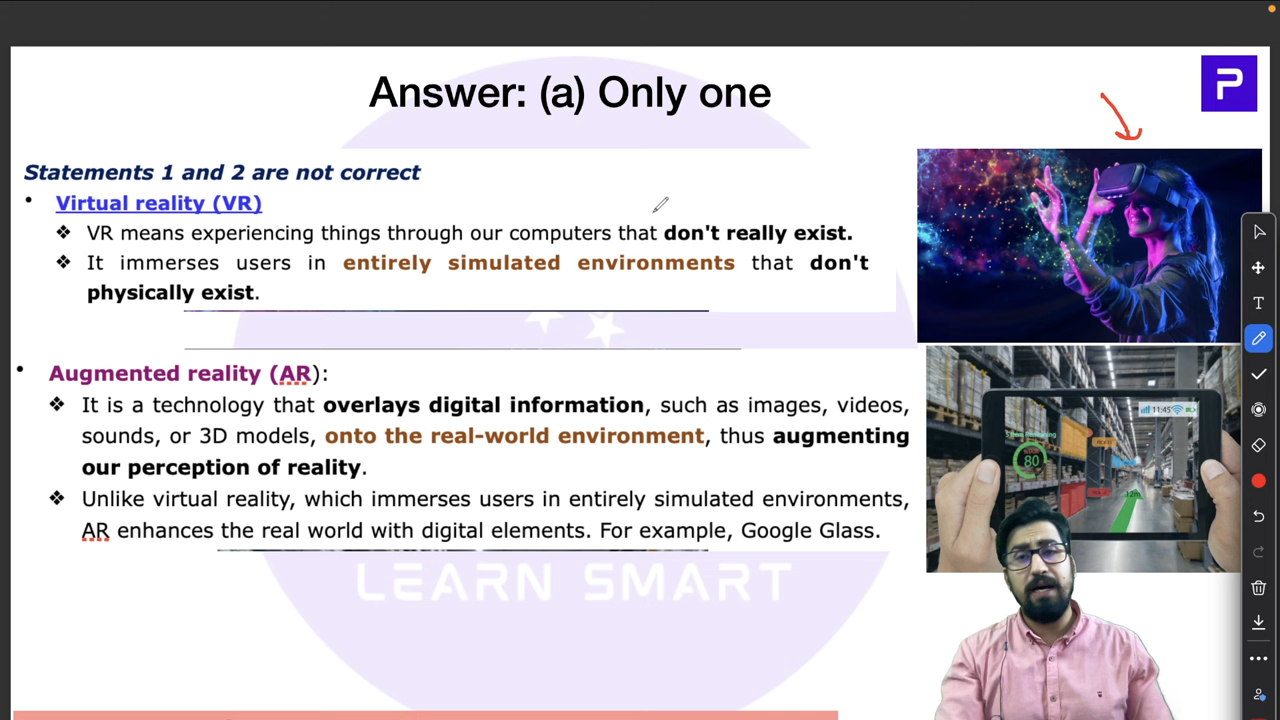 Answer: (a) Only one
P
Statements 1 and 2 are not correct
• Virtual reality (VR)
❖ VR means experiencing things through our computers that don't really exist.
❖ It immerses users in entirely simulated environments that don't
physically exist.
• Augmented reality (AR):
❖ It is a technology that overlays digital information, such as images, videos,
sounds, or 3D models, onto the real-world environment, thus augmenting
our perception of reality.
❖ Unlike virtual reality, which immerses users in entirely simulated environments,
AR enhances the real world with digital elements. For example, Google Glass.
LEARN SMART
11:45
80
12m
T